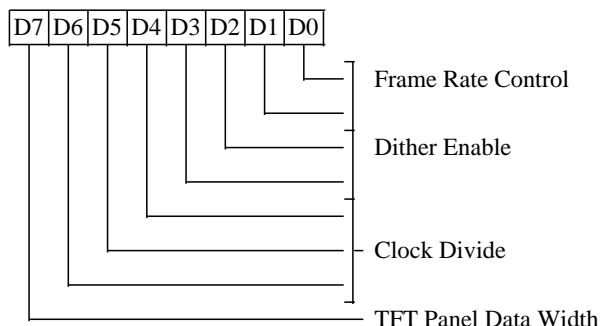 D7 D6 D5 D4 D3 D2 D1 D0
Frame Rate Control
Dither Enable
Clock Divide
TFT Panel Data Width